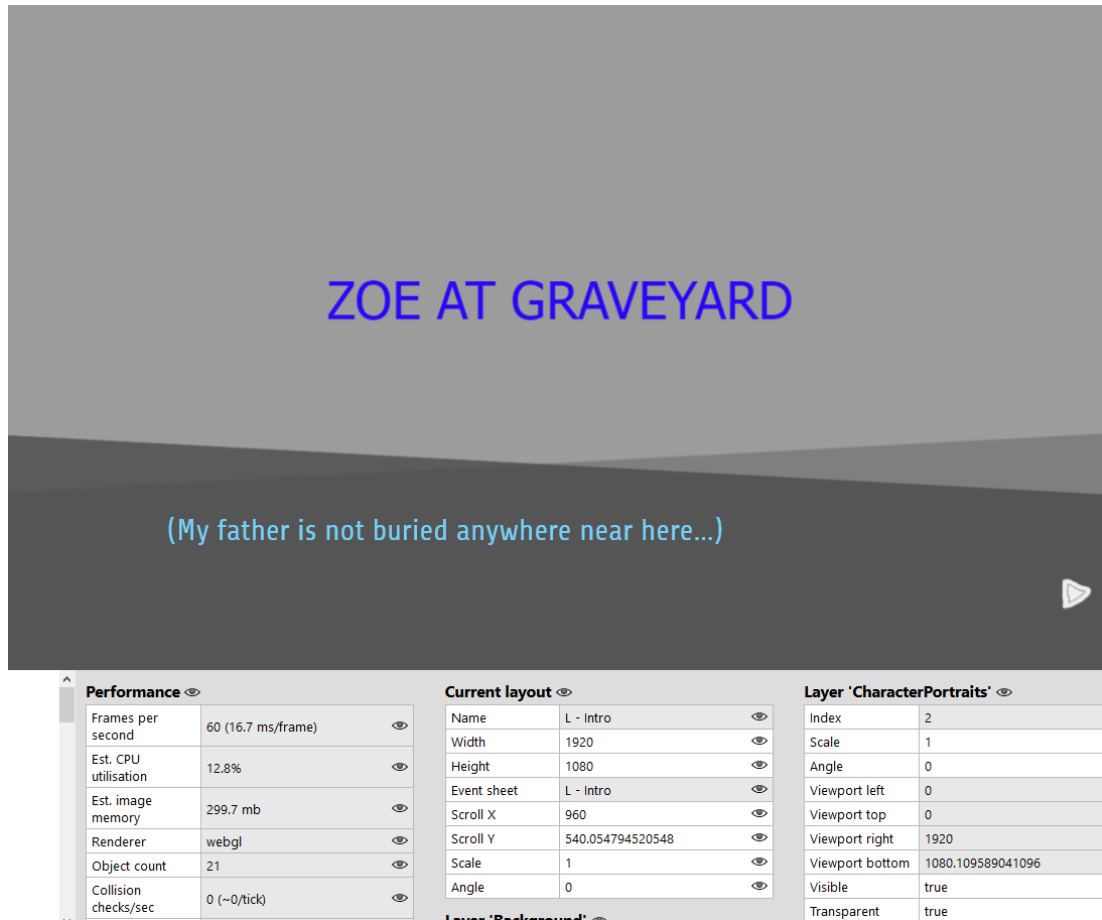 ZOE AT GRAVEYARD
(My father is not buried anywhere near here...)
Performance
Frames per second 60 (16.7 ms/frame)
Est. CPU utilisation 12.8%
Est. image memory 299.7 mb
Renderer webgl
Object count 21
Collision checks/sec 0 (~0/tick)
Current layout
Name L - Intro
Width 1920
Height 1080
Event sheet L - Intro
Scroll X 960
Scroll Y 540.054794520548
Scale 1
Angle 0
Layer 'Background'
Layer 'CharacterPortraits'
Index 2
Scale 1
Angle 0
Viewport left 0
Viewport top 0
Viewport right 1920
Viewport bottom 1080.109589041096
Visible true
Transparent true